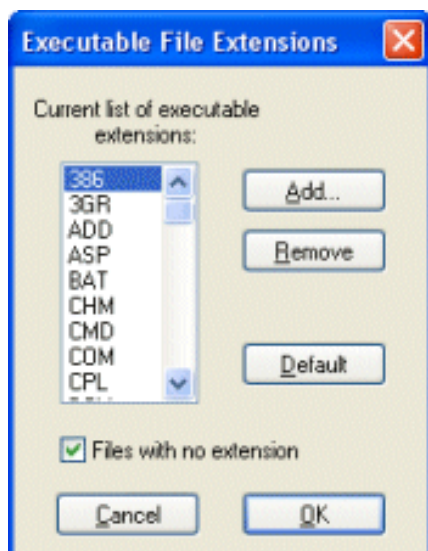 Executable File Extensions
Current list of executable
extensions:
386
3GR
ADD
ASP
BAT
CHM
CMD
COM
CPL
Add...
Remove
Default
Files with no extension
Cancel
OK